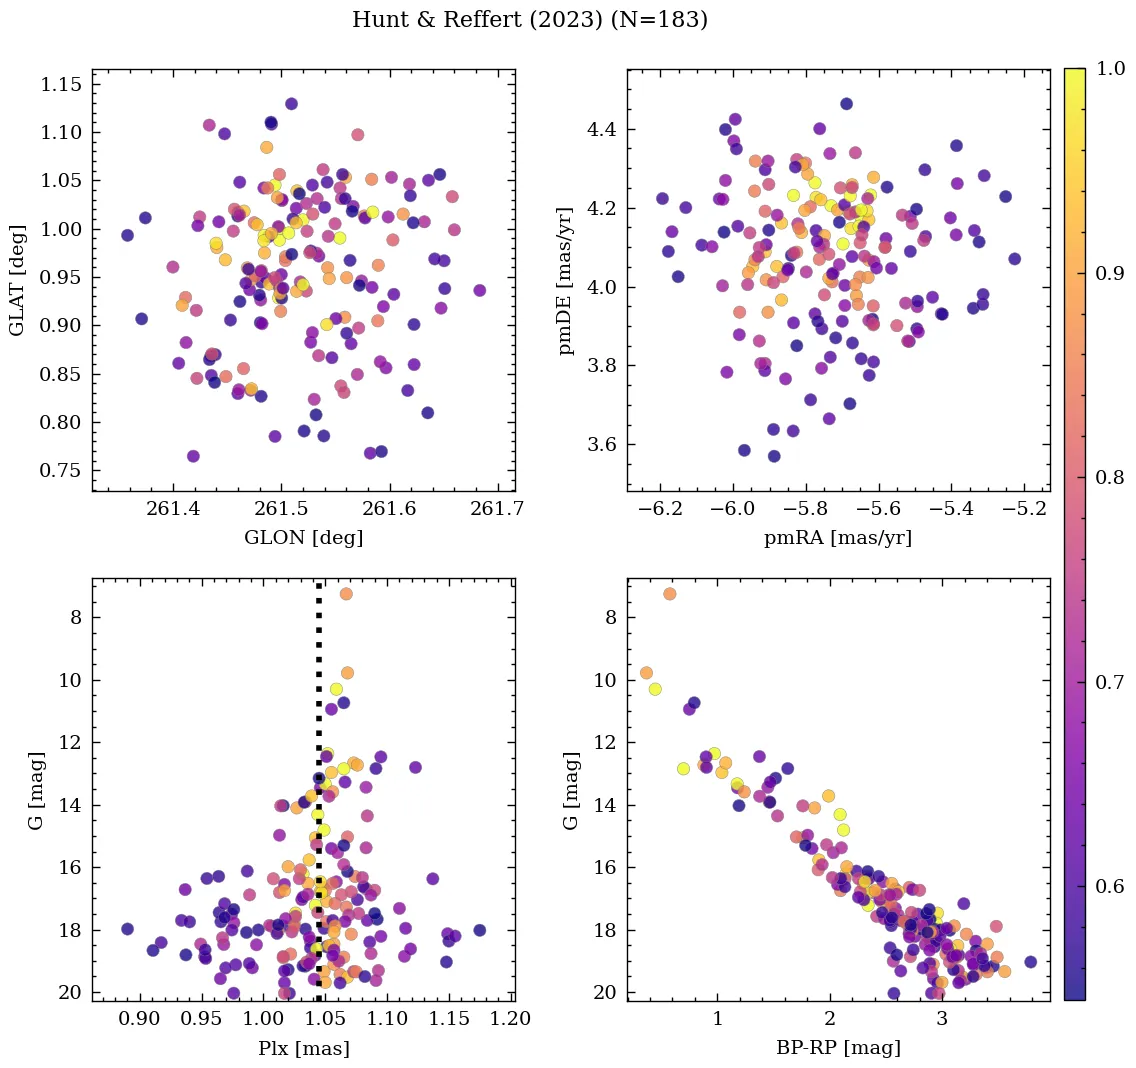 Hunt & Reffert (2023) (N=183)
1.15
1.10
1.05
1.00
0.95
0.90
0.85
0.80
0.75
GLAT [deg]
261.4 261.5 261.6 261.7
GLON [deg]
4.4
4.2
4.0
3.8
3.6
pmDE [mas/yr]
−6.2 −6.0 −5.8 −5.6 −5.4 −5.2
pmRA [mas/yr]
1.0
0.9
0.8
0.7
0.6
8
10
12
14
16
18
20
G [mag]
0.90 0.95 1.00 1.05 1.10 1.15 1.20
Plx [mas]
8
10
12
14
16
18
20
G [mag]
1 2 3
BP-RP [mag]